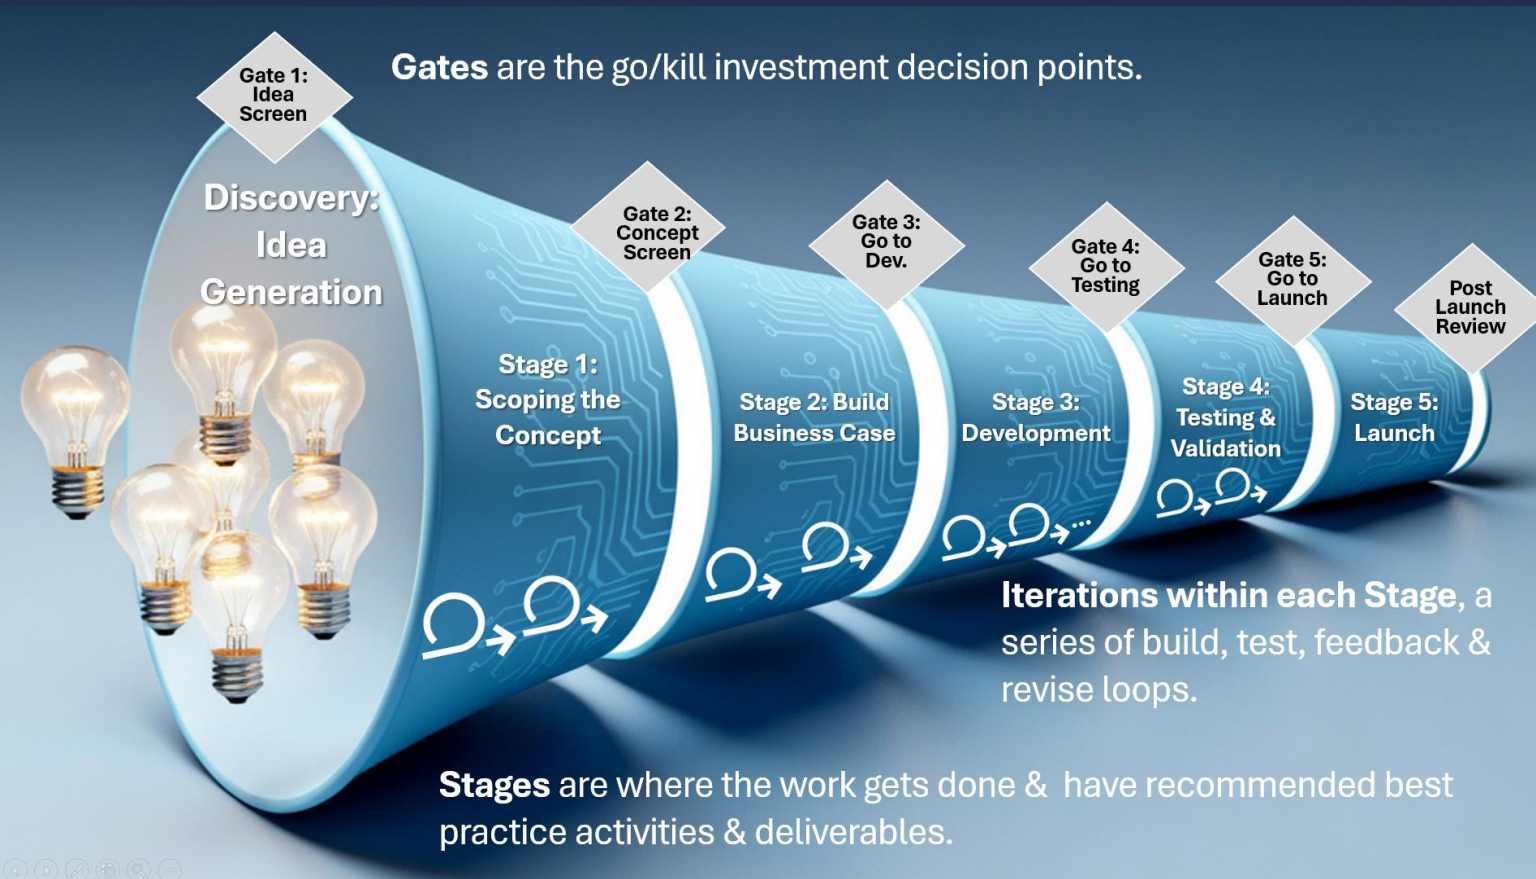 Gates are the go/kill investment decision points.
Gate 1:
Idea
Screen
Discovery:
Idea
Generation
Gate 2:
Concept
Screen
Gate 3:
Go to
Dev.
Gate 4:
Go to
Testing
Gate 5:
Go to
Launch
Post
Launch
Review
Stage 1:
Scoping the
Concept
Stage 2: Build
Business Case
Stage 3:
Development
Stage 4:
Testing &
Validation
Stage 5:
Launch
...
Iterations within each Stage, a
series of build, test, feedback &
revise loops.
Stages are where the work gets done & have recommended best
practice activities & deliverables.